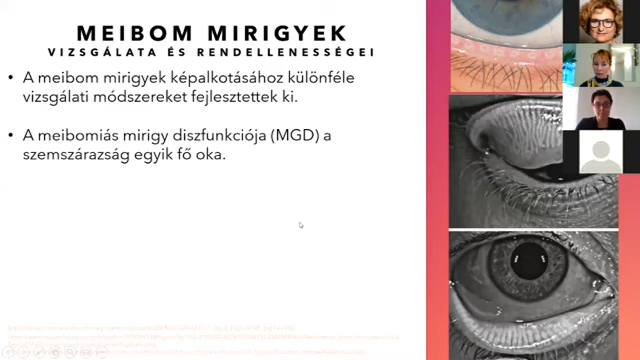 MEIBOM MIRIGYEK
VIZSGÁLATA ÉS RENDELLENESSÉGEI
• A meibom mirigyek képalkotásához különféle
vizsgálati módszereket fejlesztettek ki.
• A meibomiás mirigy diszfunkciója (MGD) a
szemszárazság egyik fő oka.